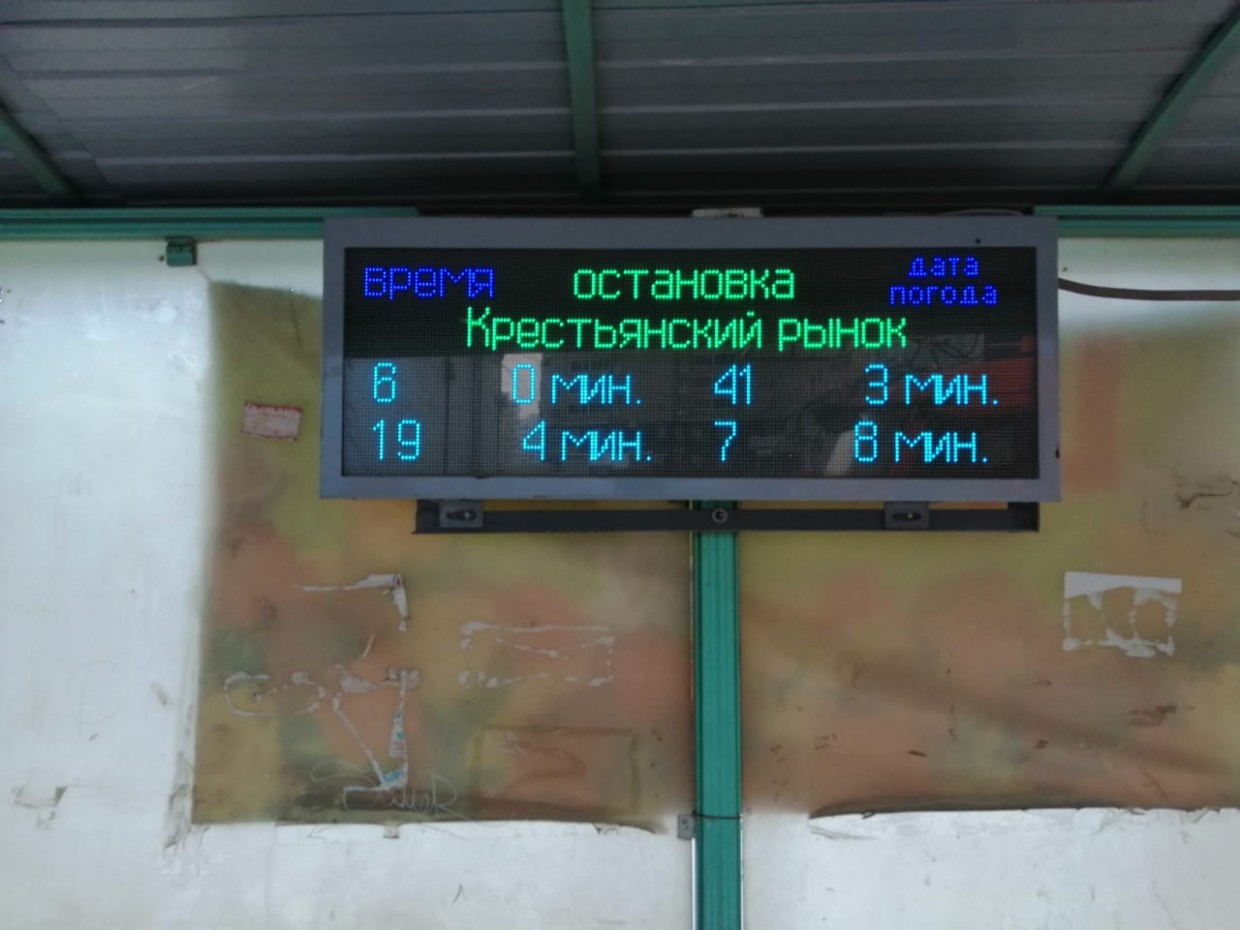 время остановка дата
погода
Крестьянский рынок
6 0 мин. 41 3 мин.
19 4 мин. 7 8 мин.